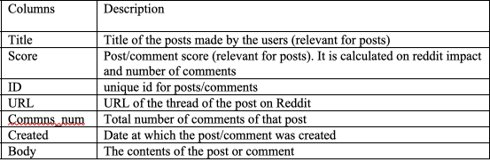 Columns Description
Title Title of the posts made by the users (relevant for posts)
Score Post/comment score (relevant for posts). It is calculated on reddit impact
and number of comments
ID unique id for posts/comments
URL URL of the thread of the post on Reddit
Commns_num Total number of comments of that post
Created Date at which the post/comment was created
Body The contents of the post or comment